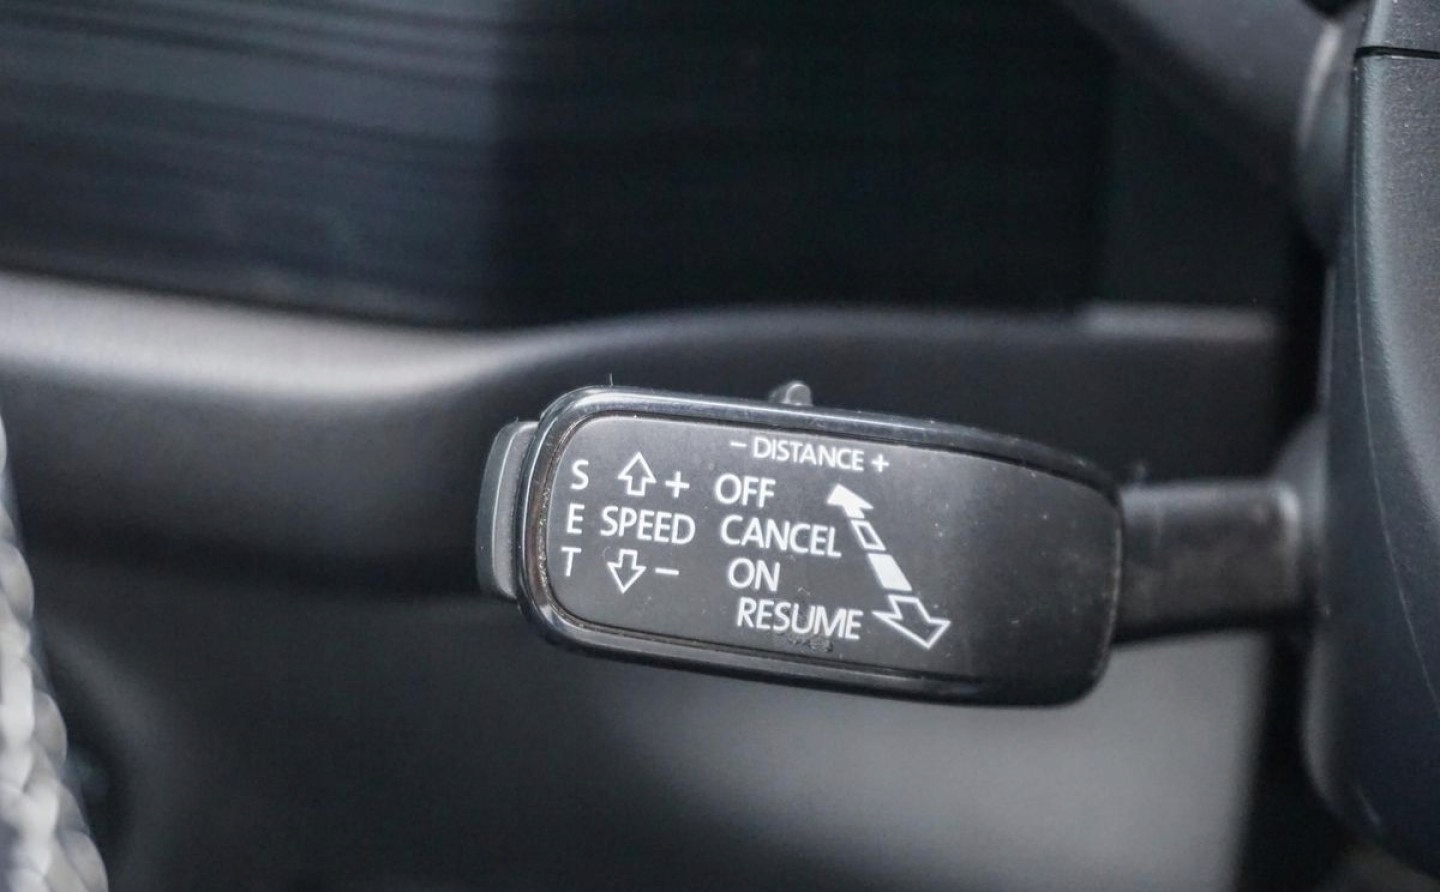 - DISTANCE +
S + OFF
E SPEED CANCEL
T - ON
RESUME